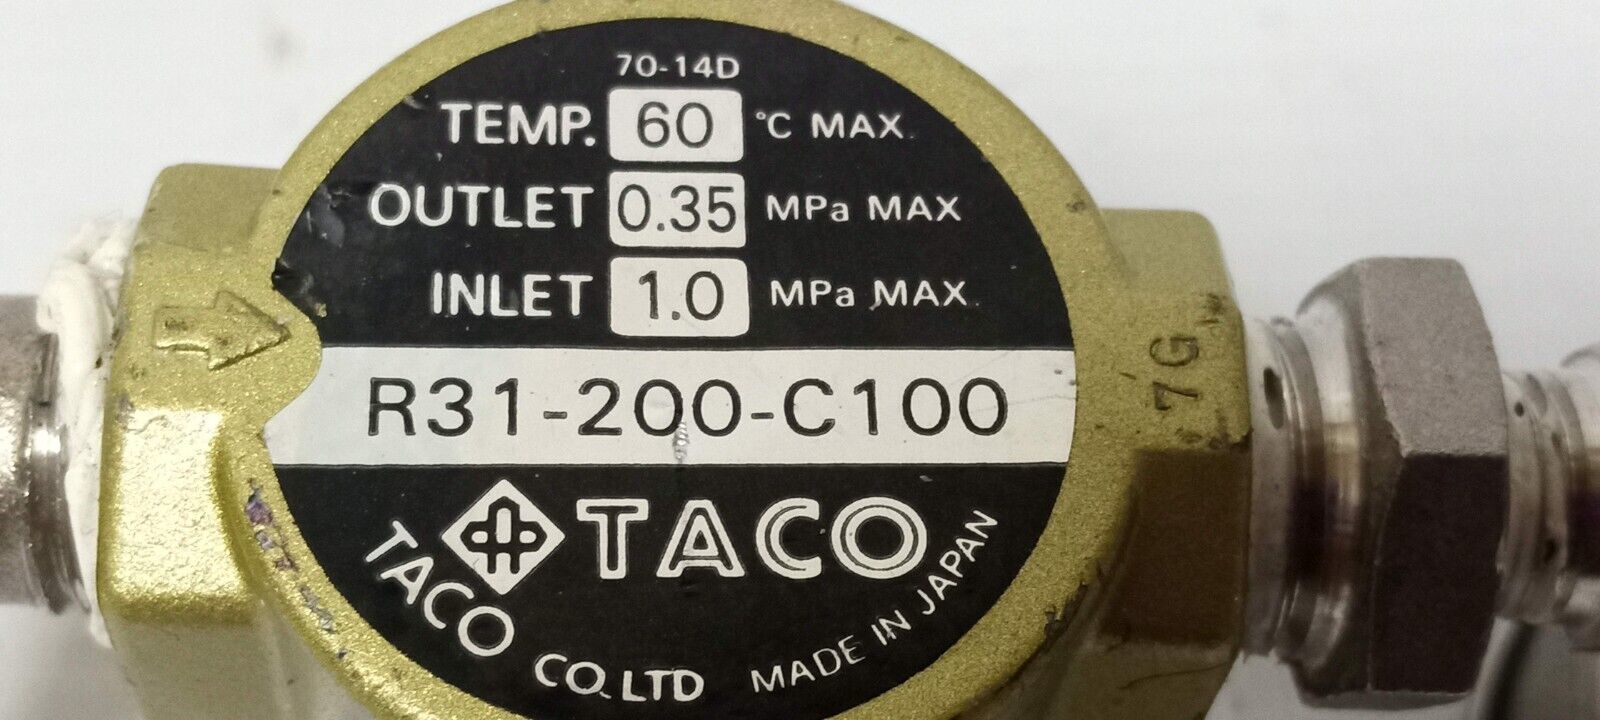 70-14D
TEMP. 60 °C MAX.
OUTLET 0.35 MPa MAX
INLET 1.0 MPa MAX.
R31-200-C100
TACO
TACO CO. LTD MADE IN JAPAN
7G